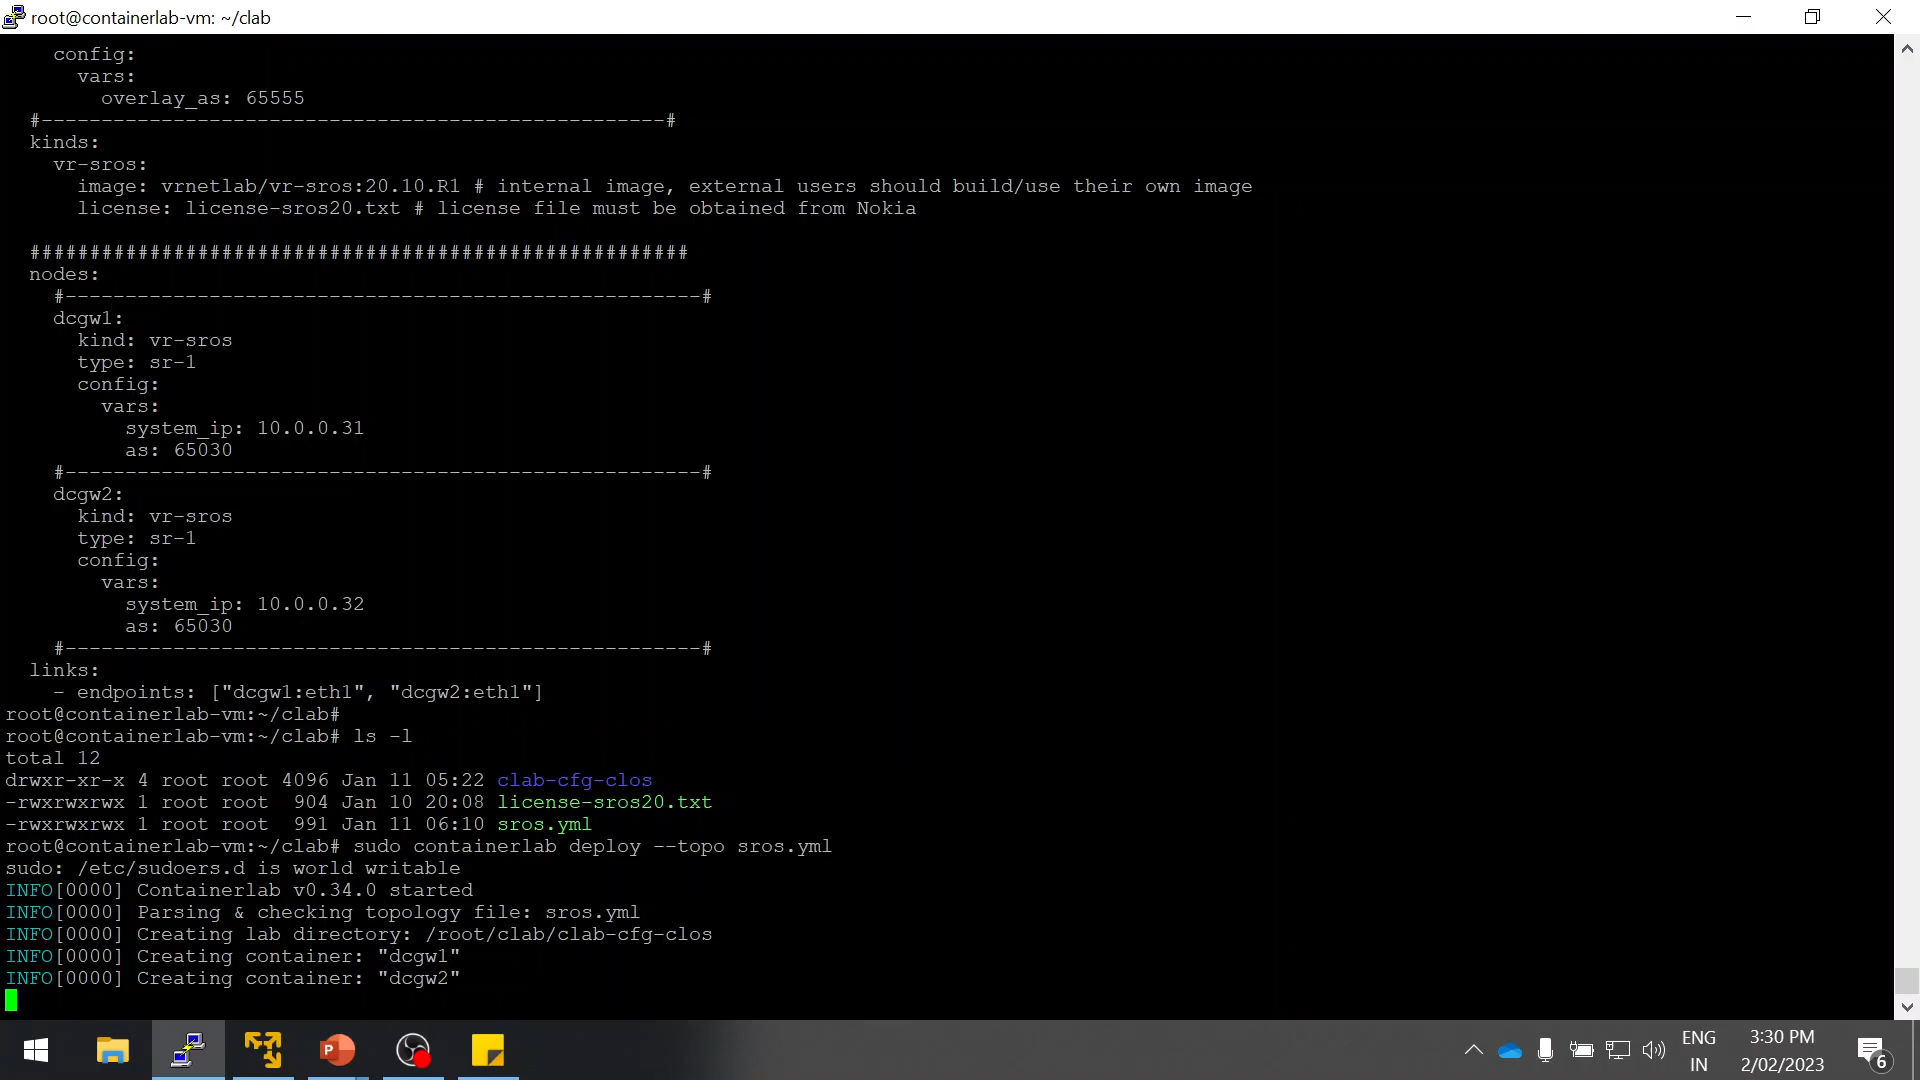 root@containerlab-vm: ~/clab
config:
vars:
overlay_as: 65555
#----------------------------------------------------#
kinds:
vr-sros:
image: vrnetlab/vr-sros:20.10.R1 # internal image, external users should build/use their own image
license: license-sros20.txt # license file must be obtained from Nokia
#######################################################
nodes:
#-----------------------------------------------------#
dcgw1:
kind: vr-sros
type: sr-1
config:
vars:
system_ip: 10.0.0.31
as: 65030
#-----------------------------------------------------#
dcgw2:
kind: vr-sros
type: sr-1
config:
vars:
system_ip: 10.0.0.32
as: 65030
#-----------------------------------------------------#
links:
- endpoints: ["dcgw1:eth1", "dcgw2:eth1"]
root@containerlab-vm:~/clab#
root@containerlab-vm:~/clab# ls -l
total 12
drwxr-xr-x 4 root root 4096 Jan 11 05:22 clab-cfg-clos
-rwxrwxrwx 1 root root  904 Jan 10 20:08 license-sros20.txt
-rwxrwxrwx 1 root root  991 Jan 11 06:10 sros.yml
root@containerlab-vm:~/clab# sudo containerlab deploy --topo sros.yml
sudo: /etc/sudoers.d is world writable
INFO[0000] Containerlab v0.34.0 started
INFO[0000] Parsing & checking topology file: sros.yml
INFO[0000] Creating lab directory: /root/clab/clab-cfg-clos
INFO[0000] Creating container: "dcgw1"
INFO[0000] Creating container: "dcgw2"
P
ENG
IN
3:30 PM
2/02/2023
6